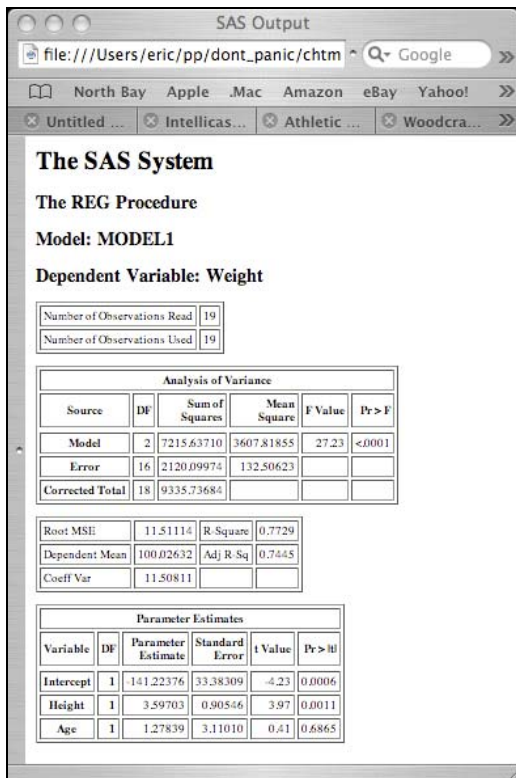 SAS Output
file:///Users/eric/pp/dont_panic/chtm Google »
North Bay Apple .Mac Amazon eBay Yahoo! »
Untitled ... Intellicas... Athletic ... Woodcra... »
The SAS System
The REG Procedure
Model: MODEL1
Dependent Variable: Weight
Number of Observations Read 19
Number of Observations Used 19
Analysis of Variance
Source DF Sum of Squares Mean Square F Value Pr > F
Model 2 7215.63710 3607.81855 27.23 <.0001
Error 16 2120.09974 132.50623
Corrected Total 18 9335.73684
Root MSE 11.51114 R-Square 0.7729
Dependent Mean 100.02632 Adj R-Sq 0.7445
Coeff Var 11.50811
Parameter Estimates
Variable DF Parameter Estimate Standard Error t Value Pr > |t|
Intercept 1 -141.22376 33.38309 -4.23 0.0006
Height 1 3.59703 0.90546 3.97 0.0011
Age 1 1.27839 3.11010 0.41 0.6865